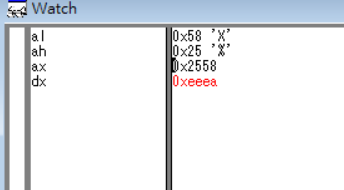 Watch
al 0x58 'X'
ah 0x25 '%'
ax 0x2558
dx 0xeeea